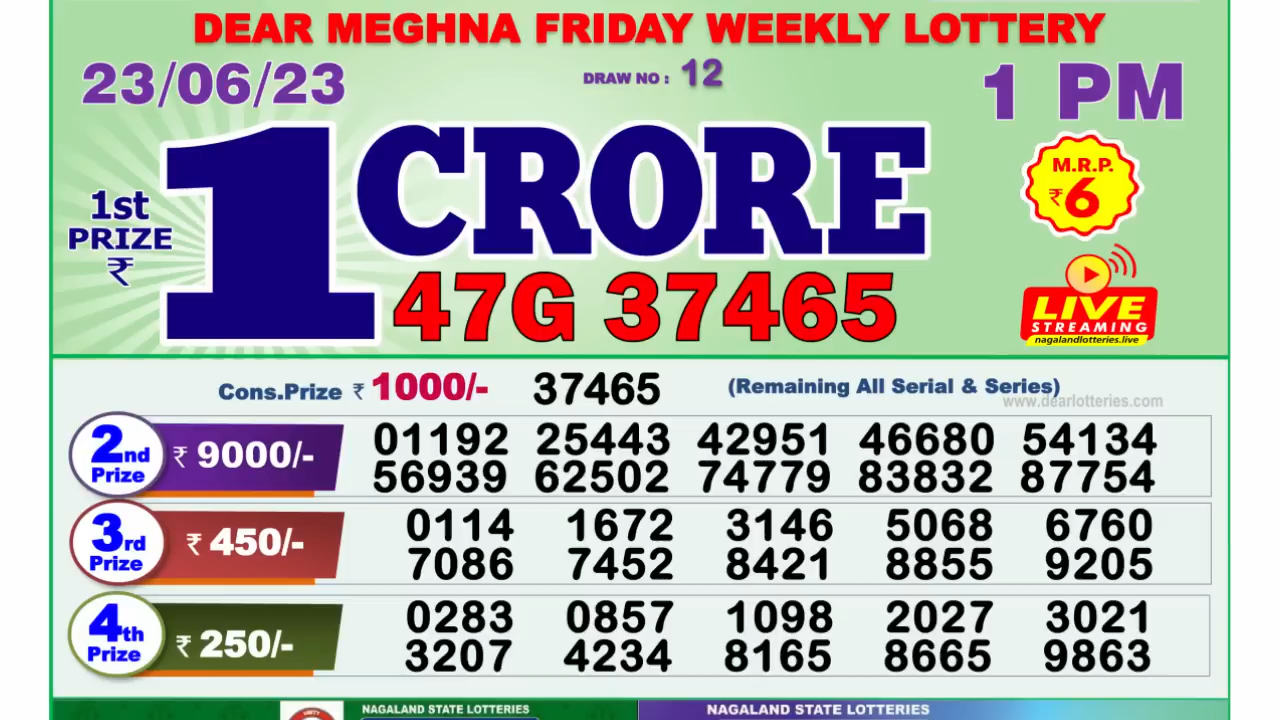 DEAR MEGHNA FRIDAY WEEKLY LOTTERY
23/06/23 DRAW NO : 12 1 PM
1st PRIZE ₹ 1 CRORE
47G 37465
M.R.P.
₹6
LIVE
STREAMING
nagalandlotteries.live
Cons.Prize ₹ 1000/- 37465 (Remaining All Serial & Series)
www.dearlotteries.com
2nd Prize ₹ 9000/-
01192 25443 42951 46680 54134
56939 62502 74779 83832 87754
3rd Prize ₹ 450/-
0114 1672 3146 5068 6760
7086 7452 8421 8855 9205
4th Prize ₹ 250/-
0283 0857 1098 2027 3021
3207 4234 8165 8665 9863
NAGALAND STATE LOTTERIES NAGALAND STATE LOTTERIES